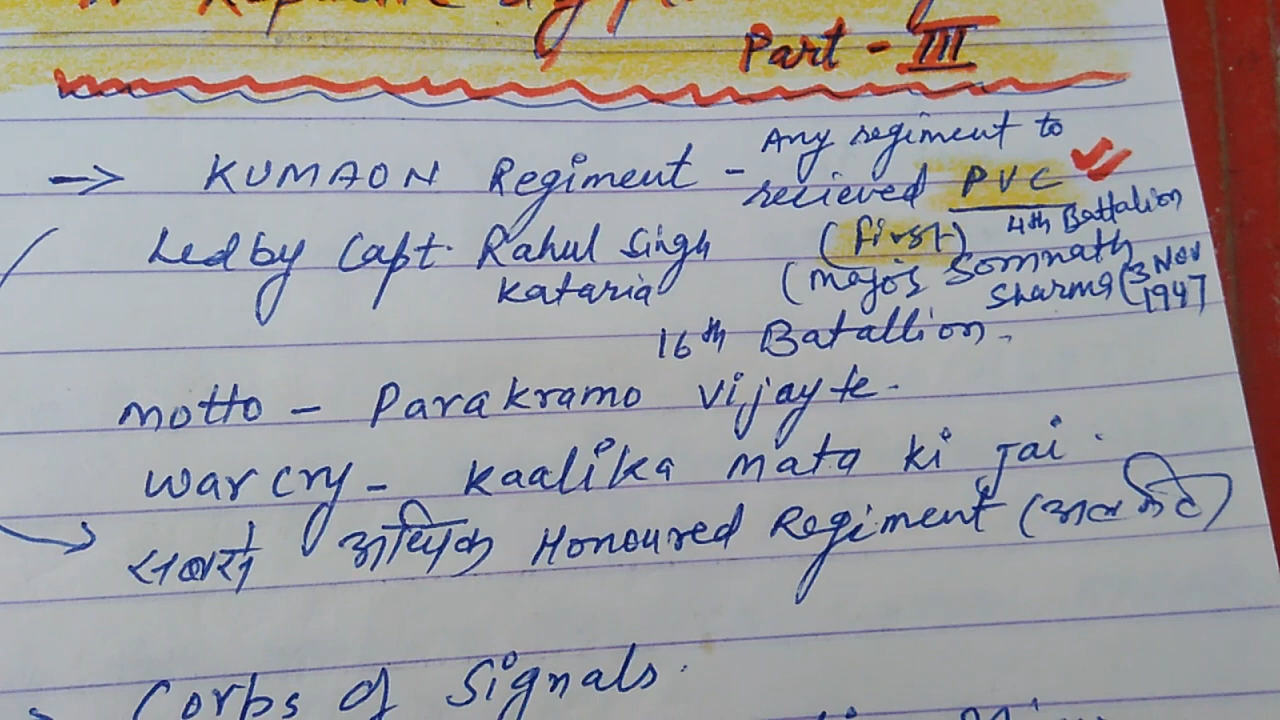 Part - III
→ KUMAON Regiment - Any regiment to
recieved PVC
Led by Capt. Rahul Singh (first) 4th Battalion
Kataria (major Somnath
Sharma (3 Nov
1947
16th Batallion.
motto - Parakramo vijayte.
war cry - Kaalika mata ki Jai.
सबसे अधिक Honoured Regiment (
Corps of Signals.